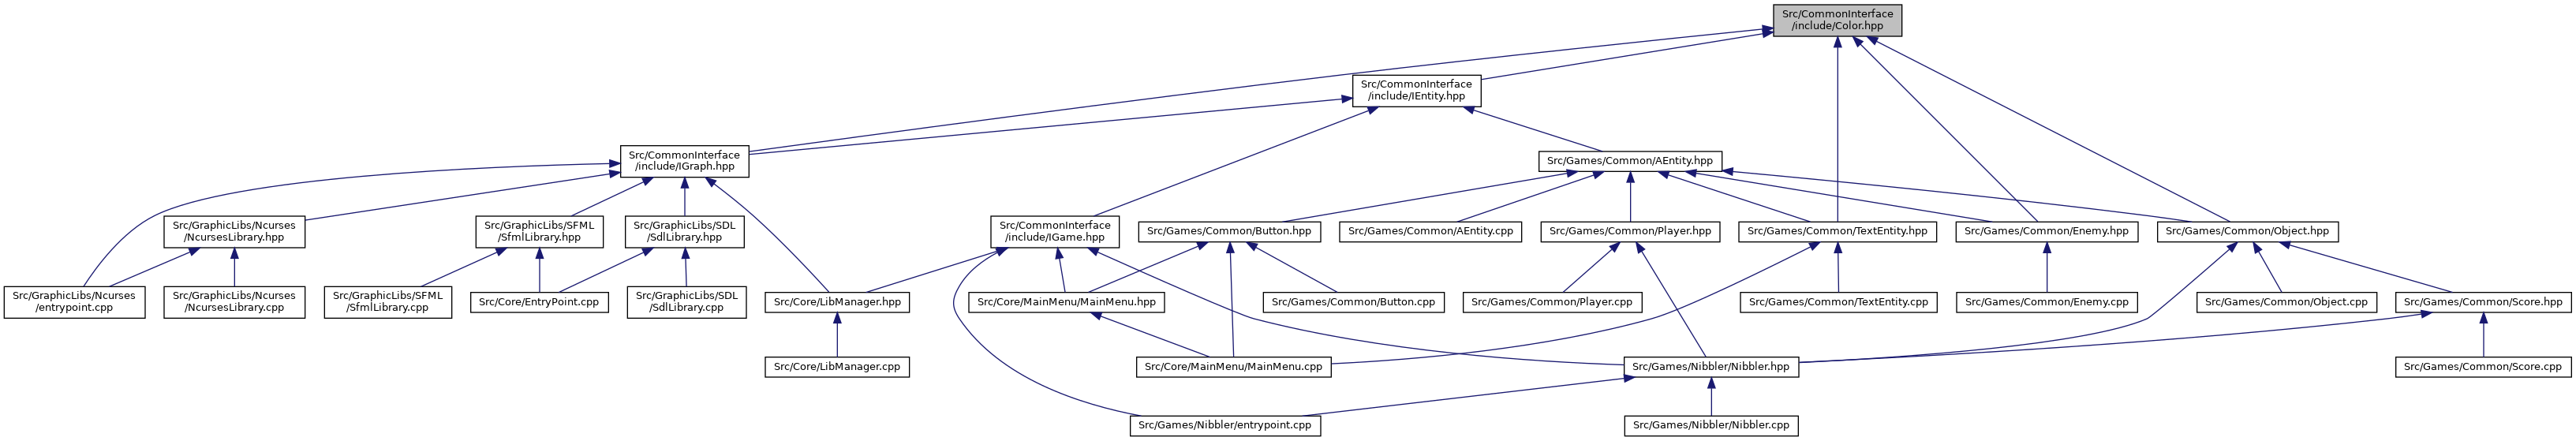 Src/CommonInterface
/include/Color.hpp
Src/CommonInterface
/include/IEntity.hpp
Src/CommonInterface
/include/IGraph.hpp
Src/Games/Common/AEntity.hpp
Src/GraphicLibs/Ncurses
/NcursesLibrary.hpp
Src/GraphicLibs/SFML
/SfmlLibrary.hpp
Src/GraphicLibs/SDL
/SdlLibrary.hpp
Src/CommonInterface
/include/IGame.hpp
Src/Games/Common/Button.hpp
Src/Games/Common/AEntity.cpp
Src/Games/Common/Player.hpp
Src/Games/Common/TextEntity.hpp
Src/Games/Common/Enemy.hpp
Src/Games/Common/Object.hpp
Src/GraphicLibs/Ncurses
/entrypoint.cpp
Src/GraphicLibs/Ncurses
/NcursesLibrary.cpp
Src/GraphicLibs/SFML
/SfmlLibrary.cpp
Src/Core/EntryPoint.cpp
Src/GraphicLibs/SDL
/SdlLibrary.cpp
Src/Core/LibManager.hpp
Src/Core/MainMenu/MainMenu.hpp
Src/Games/Common/Button.cpp
Src/Games/Common/Player.cpp
Src/Games/Common/TextEntity.cpp
Src/Games/Common/Enemy.cpp
Src/Games/Common/Object.cpp
Src/Games/Common/Score.hpp
Src/Core/LibManager.cpp
Src/Core/MainMenu/MainMenu.cpp
Src/Games/Nibbler/Nibbler.hpp
Src/Games/Common/Score.cpp
Src/Games/Nibbler/entrypoint.cpp
Src/Games/Nibbler/Nibbler.cpp